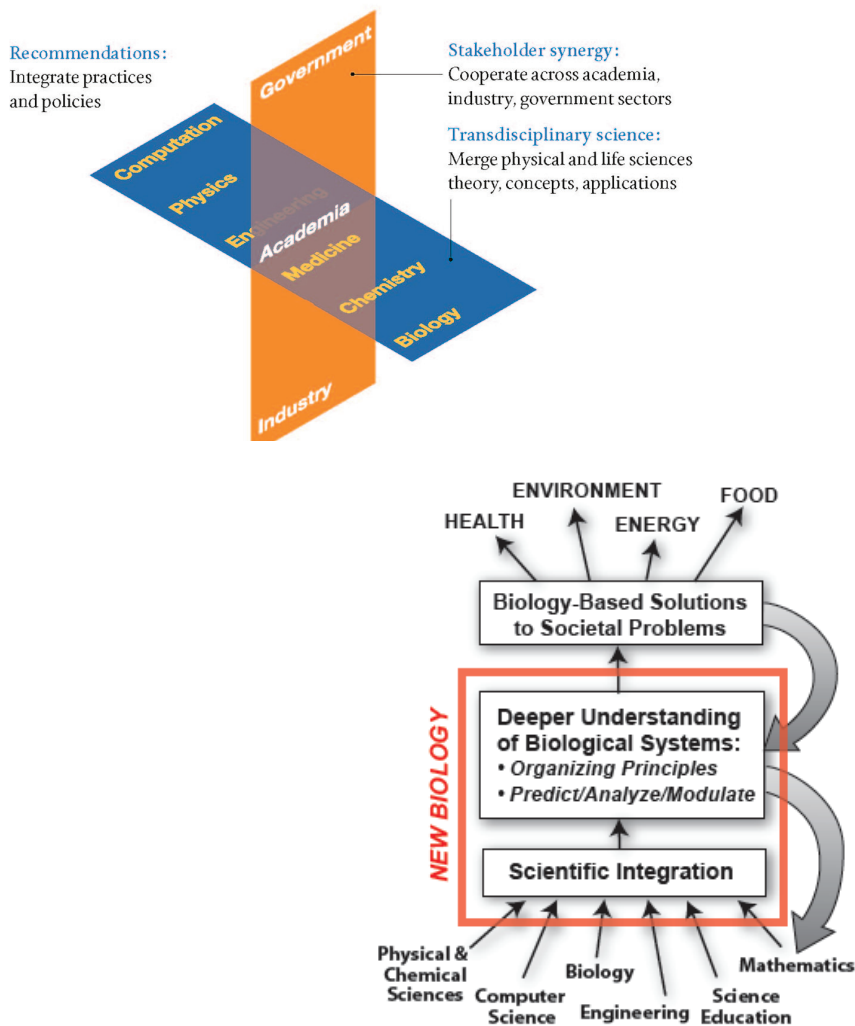 Recommendations:
Integrate practices
and policies
Stakeholder synergy:
Cooperate across academia,
industry, government sectors
Transdisciplinary science:
Merge physical and life sciences
theory, concepts, applications
Government
Computation
Physics
Engineering
Academia
Medicine
Chemistry
Biology
Industry
HEALTH
ENVIRONMENT
ENERGY
FOOD
Biology-Based Solutions
to Societal Problems
NEW BIOLOGY
Deeper Understanding
of Biological Systems:
• Organizing Principles
• Predict/Analyze/Modulate
Scientific Integration
Physical &
Chemical
Sciences
Computer
Science
Biology
Engineering
Science
Education
Mathematics